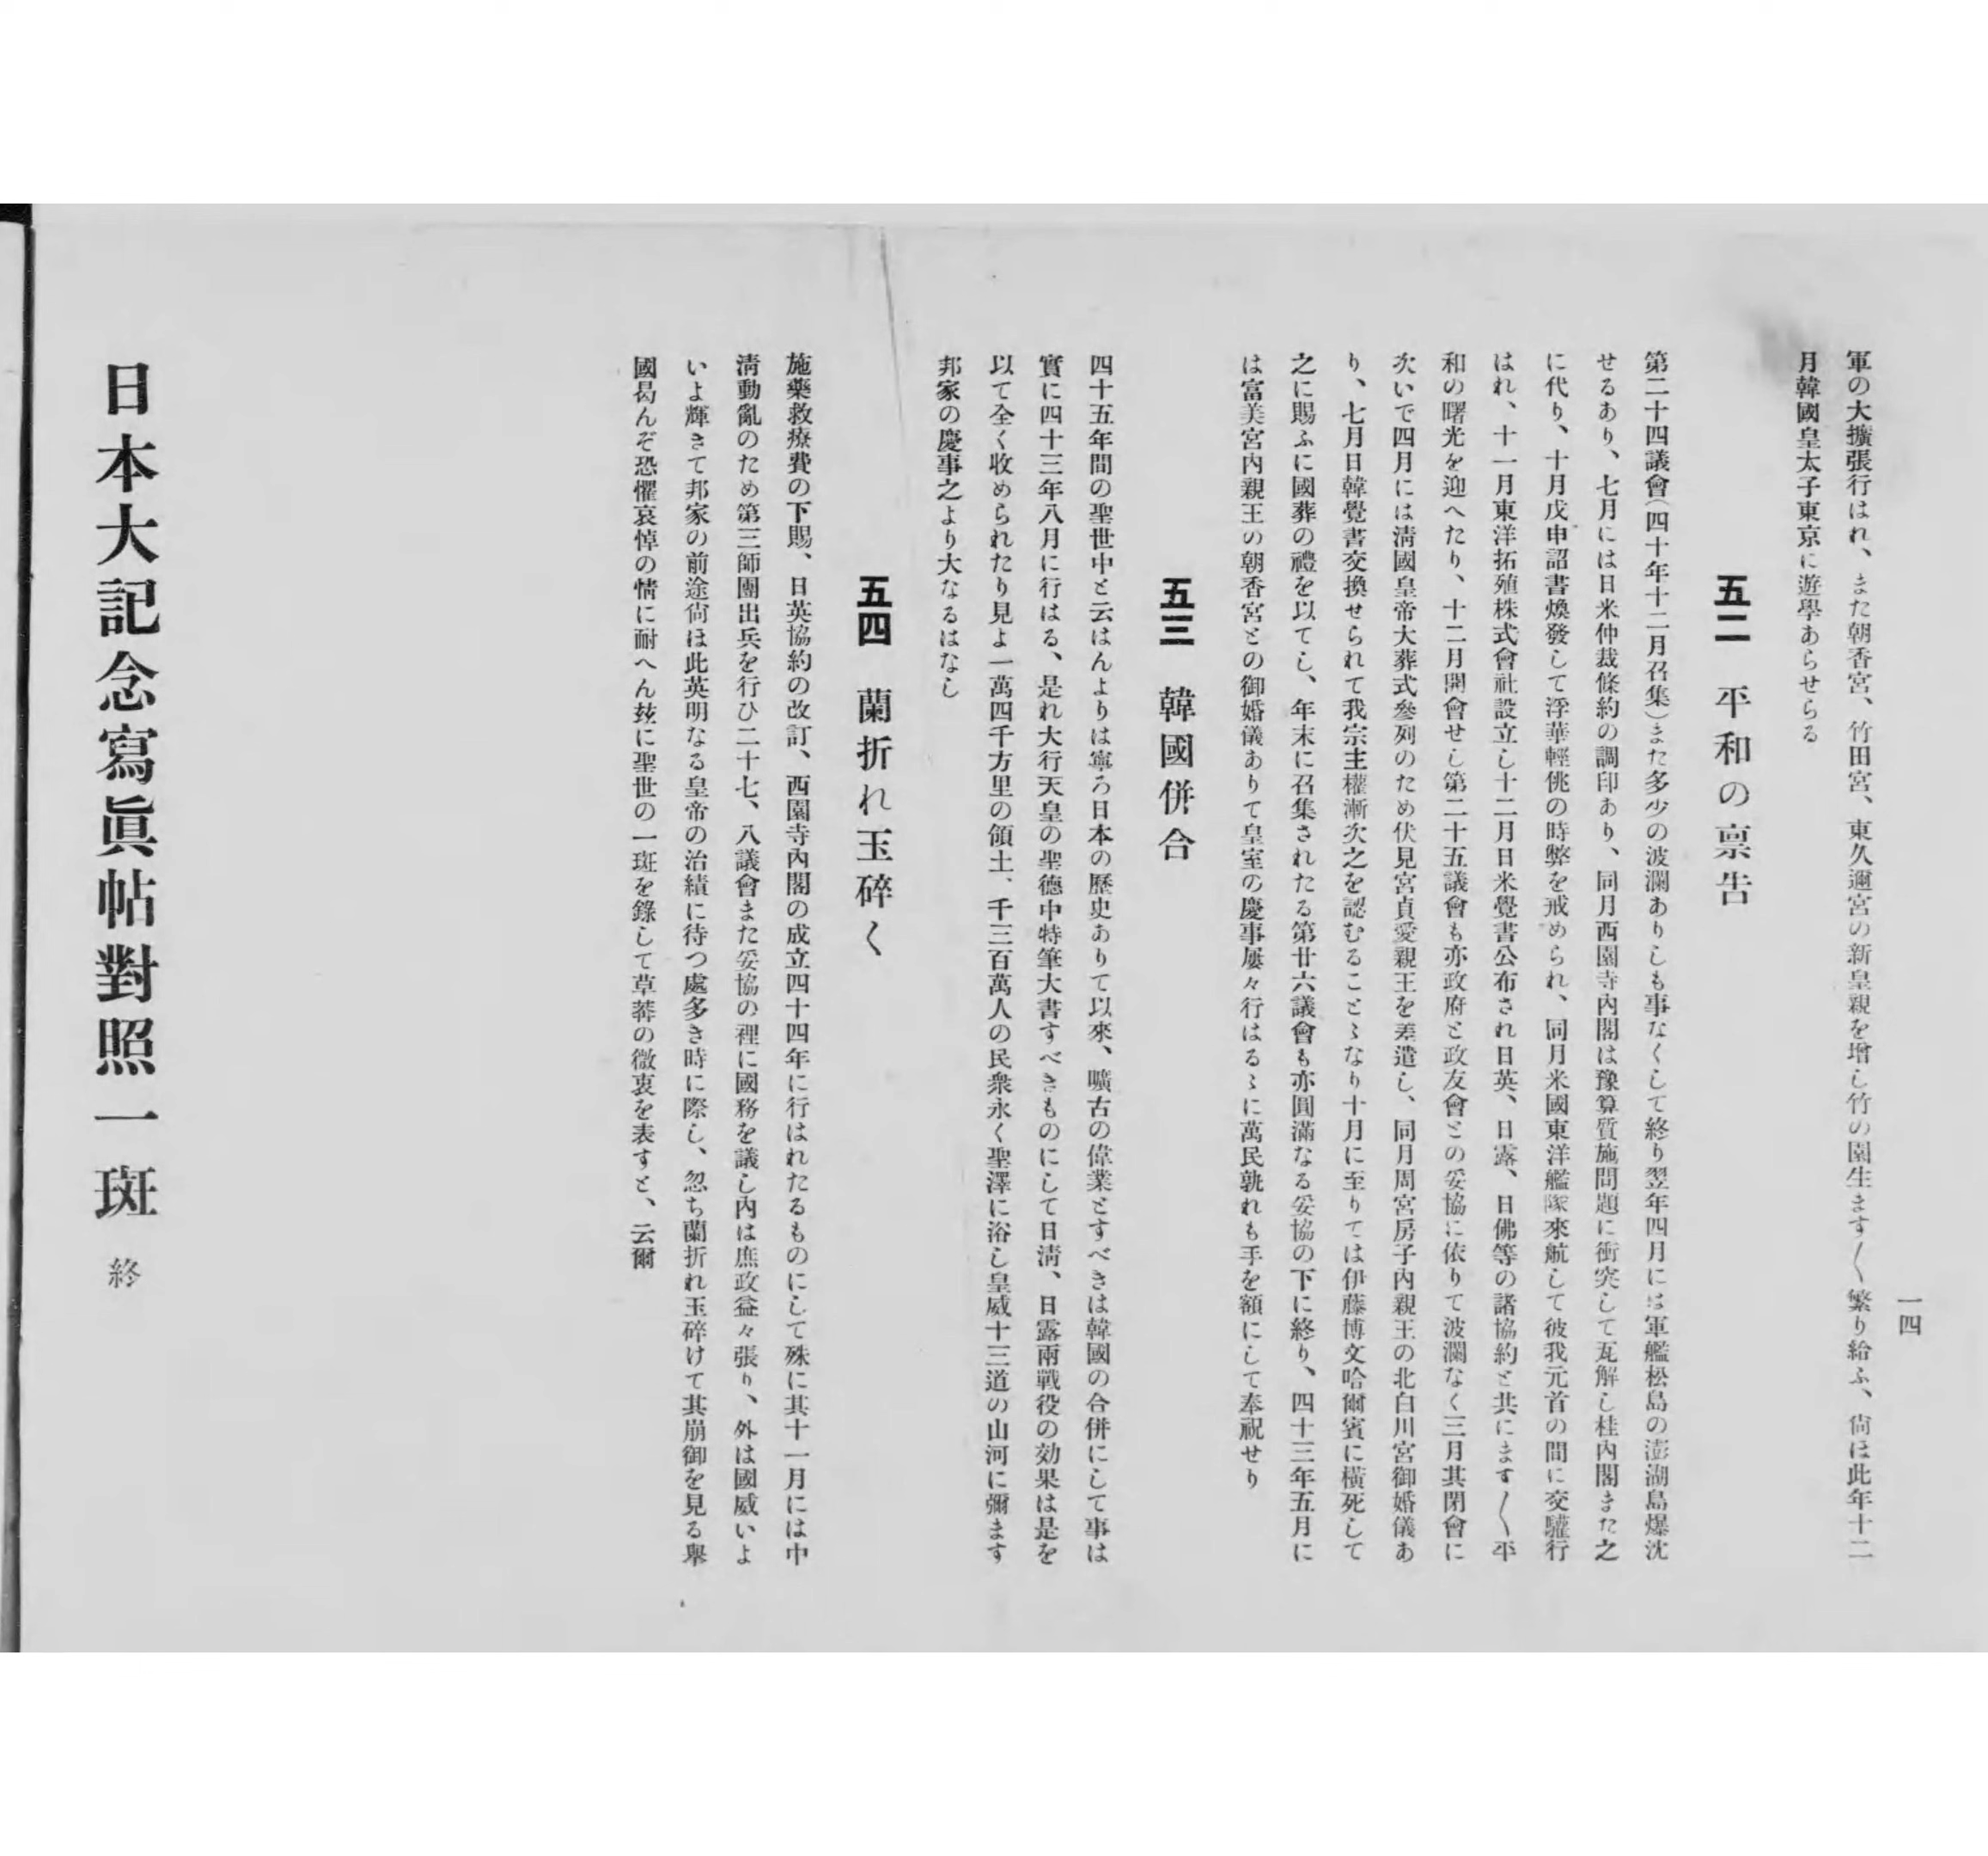 一四
軍の大擴張行はれ、また朝香宮、竹田宮、東久邇宮の新皇親を增し竹の園生ます〱繁り給ふ、尙ほ此年十二
月韓國皇太子東京に遊學あらせらる
五二　平和の禀吿
第二十四議會(四十年十二月召集)また多少の波瀾ありしも事なくして終り翌年四月には軍艦松島の澎湖島爆沈
せるあり、七月には日米仲裁條約の調印あり、同月西園寺內閣は豫算質施問題に衝突して瓦解し桂內閣また之
に代り、十月戊申詔書煥發して浮華輕佻の時弊を戒められ、同月米國東洋艦隊來航して彼我元首の間に交驩行
はれ、十一月東洋拓殖株式會社設立し十二月日米覺書公布され日英、日露、日佛等の諸協約と共にます〱平
和の曙光を迎へたり、十二月開會せし第二十五議會も亦政府と政友會との妥協に依りて波瀾なく三月其閉會に
次いで四月には淸國皇帝大葬式參列のため伏見宮貞愛親王を差遣し、同月周宮房子內親王の北白川宮御婚儀あ
り、七月日韓覺書交換せられて我宗主權漸次之を認むることゝなり十月に至りては伊藤博文哈爾賓に橫死して
之に賜ふに國葬の禮を以てし、年末に召集されたる第廿六議會も亦圓滿なる妥協の下に終り、四十三年五月に
は富美宮內親王の朝香宮との御婚儀ありて皇室の慶事屢々行はるゝに萬民孰れも手を額にして奉祝せり
五三　韓國併合
四十五年間の聖世中と云はんよりは寧ろ日本の歷史ありて以來、曠古の偉業とすべきは韓國の合併にして事は
實に四十三年八月に行はる、是れ大行天皇の聖德中特筆大書すべきものにして日淸、日露兩戰役の効果は是を
以て全く收められたり見よ一萬四千方里の領土、千三百萬人の民衆永く聖澤に浴し皇威十三道の山河に彌ます
邦家の慶事之より大なるはなし
五四　蘭折れ玉碎く
施藥救療費の下賜、日英協約の改訂、西園寺內閣の成立四十四年に行はれたるものにして殊に其十一月には中
淸動亂のため第三師團出兵を行ひ二十七、八議會また妥協の裡に國務を議し內は庶政益々張り、外は國威いよ
いよ輝きて邦家の前途尙ほ此英明なる皇帝の治績に待つ處多き時に際し、忽ち蘭折れ玉碎けて其崩御を見る擧
國曷んぞ恐懼哀悼の情に耐へん玆に聖世の一斑を錄して草莽の微衷を表すと、云爾
日本大記念寫眞帖對照一斑 終